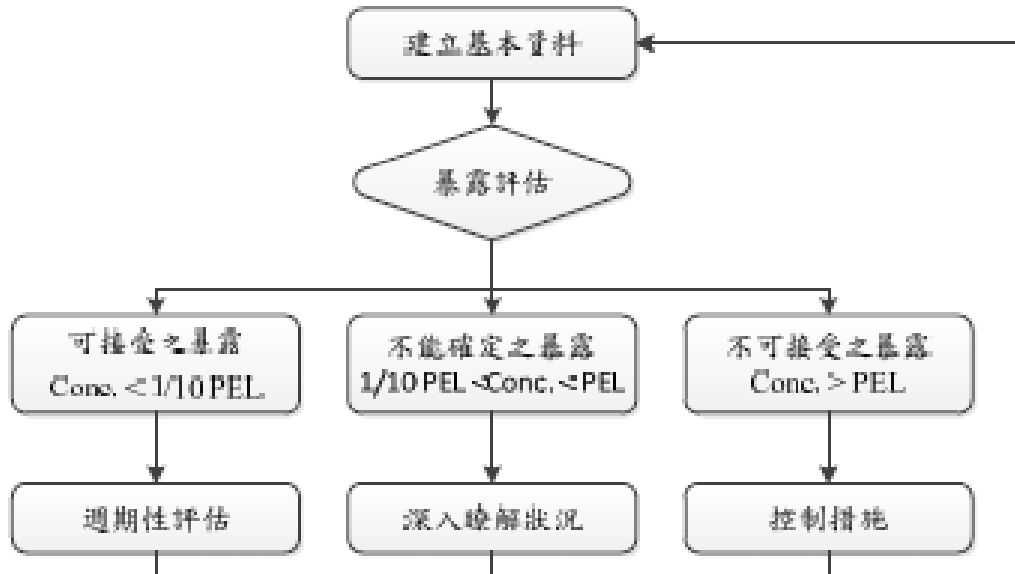 建立基本資料
暴露評估
可接受之暴露
Conc. < 1/10 PEL
不能確定之暴露
1/10 PEL <Conc. < PEL
不可接受之暴露
Conc. > PEL
週期性評估
深入瞭解狀況
控制措施